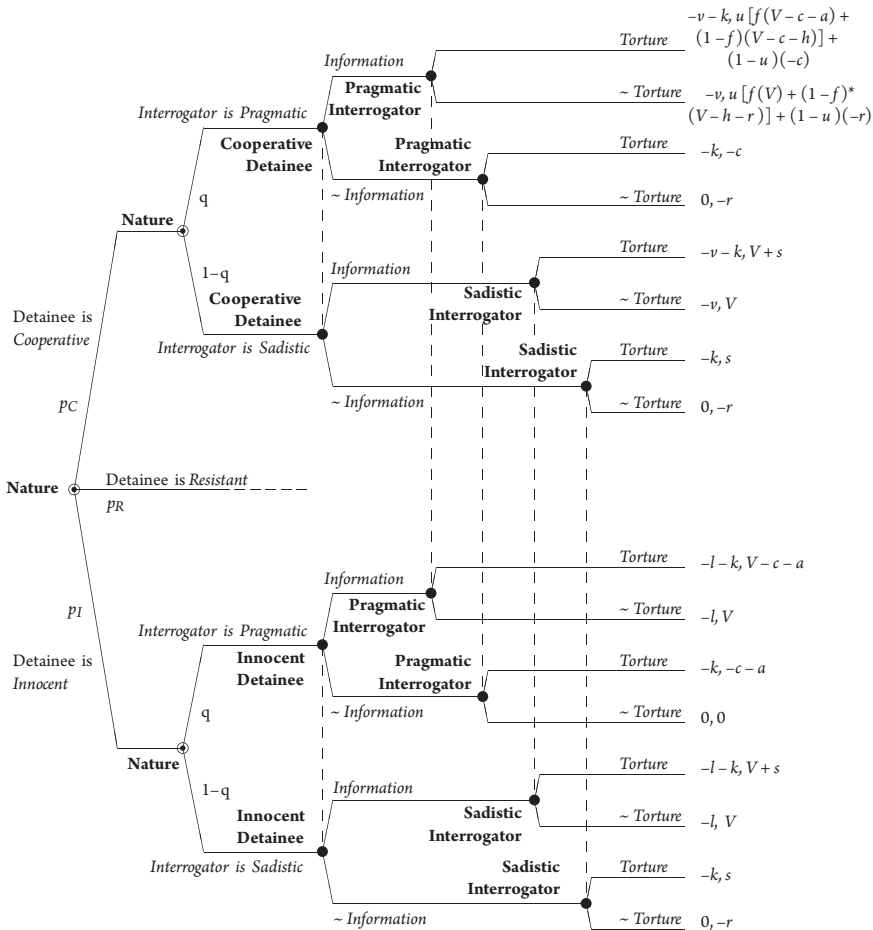 −v − k, u [f (V − c − a) +
(1 − f)(V − c − h)] +
(1 − u)(−c)
Torture
Information
Pragmatic
Interrogator
~ Torture
−v, u [f (V) + (1 − f)*
(V − h − r)] + (1 − u)(−r)
Interrogator is Pragmatic
Cooperative
Detainee
Pragmatic
Interrogator
Torture
−k, −c
~ Information
~ Torture
0, −r
q
Nature
1−q
Cooperative
Detainee
Interrogator is Sadistic
Information
Sadistic
Interrogator
Torture
−v − k, V + s
~ Torture
−v, V
Sadistic
Interrogator
Torture
−k, s
~ Information
~ Torture
0, −r
Detainee is
Cooperative
pC
Nature
Detainee is Resistant
pR
pI
Detainee is
Innocent
Information
Pragmatic
Interrogator
Torture
−l − k, V − c − a
~ Torture
−l, V
Interrogator is Pragmatic
Innocent
Detainee
Pragmatic
Interrogator
Torture
−k, −c − a
~ Information
~ Torture
0, 0
q
Nature
1−q
Innocent
Detainee
Interrogator is Sadistic
Information
Sadistic
Interrogator
Torture
−l − k, V + s
~ Torture
−l, V
Sadistic
Interrogator
Torture
−k, s
~ Information
~ Torture
0, −r